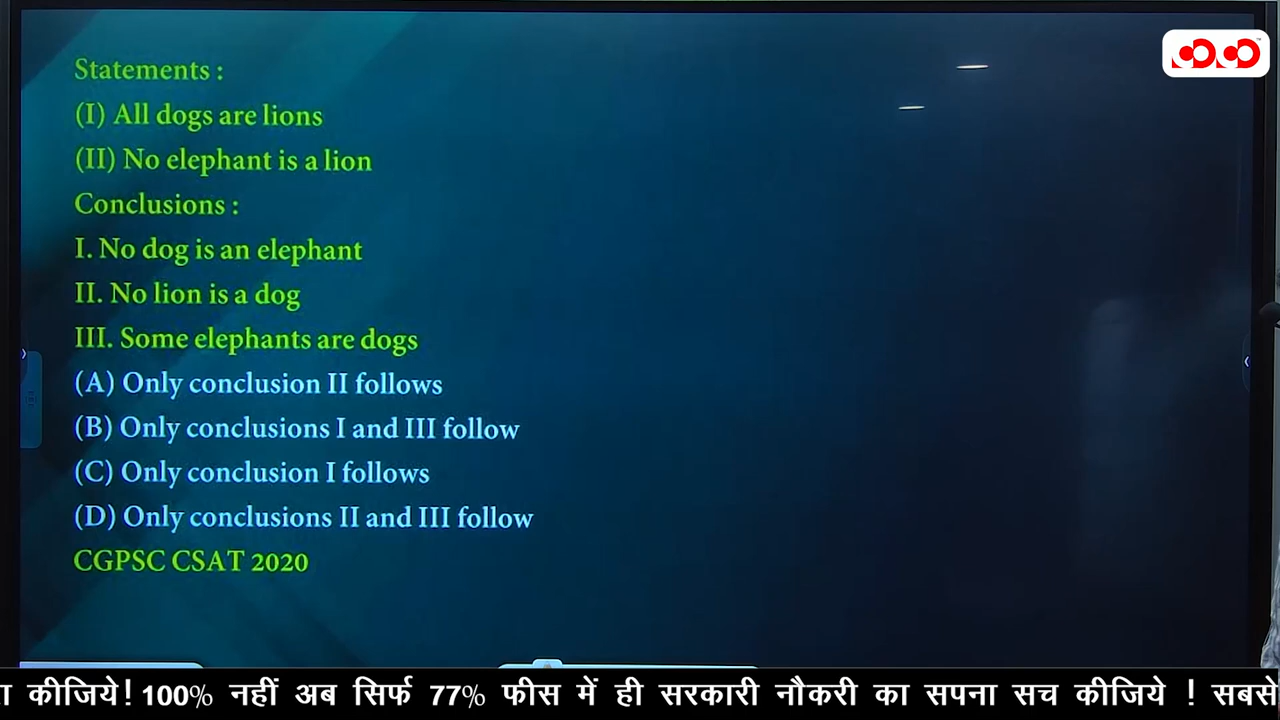 Statements :
(I) All dogs are lions
(II) No elephant is a lion
Conclusions :
I. No dog is an elephant
II. No lion is a dog
III. Some elephants are dogs
(A) Only conclusion II follows
(B) Only conclusions I and III follow
(C) Only conclusion I follows
(D) Only conclusions II and III follow
CGPSC CSAT 2020
कीजिये! 100% नहीं अब सिर्फ 77% फीस में ही सरकारी नौकरी का सपना सच कीजिये ! सबसे